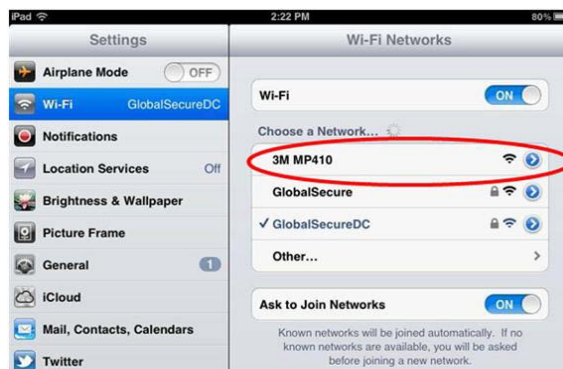 iPad 2:22 PM 80%
Settings
Wi-Fi Networks
Airplane Mode OFF
Wi-Fi GlobalSecureDC
Notifications
Location Services Off
Brightness & Wallpaper
Picture Frame
General 1
iCloud
Mail, Contacts, Calendars
Twitter
Wi-Fi ON
Choose a Network...
3M MP410
GlobalSecure
✓ GlobalSecureDC
Other...
Ask to Join Networks ON
Known networks will be joined automatically. If no
known networks are available, you will be asked
before joining a new network.